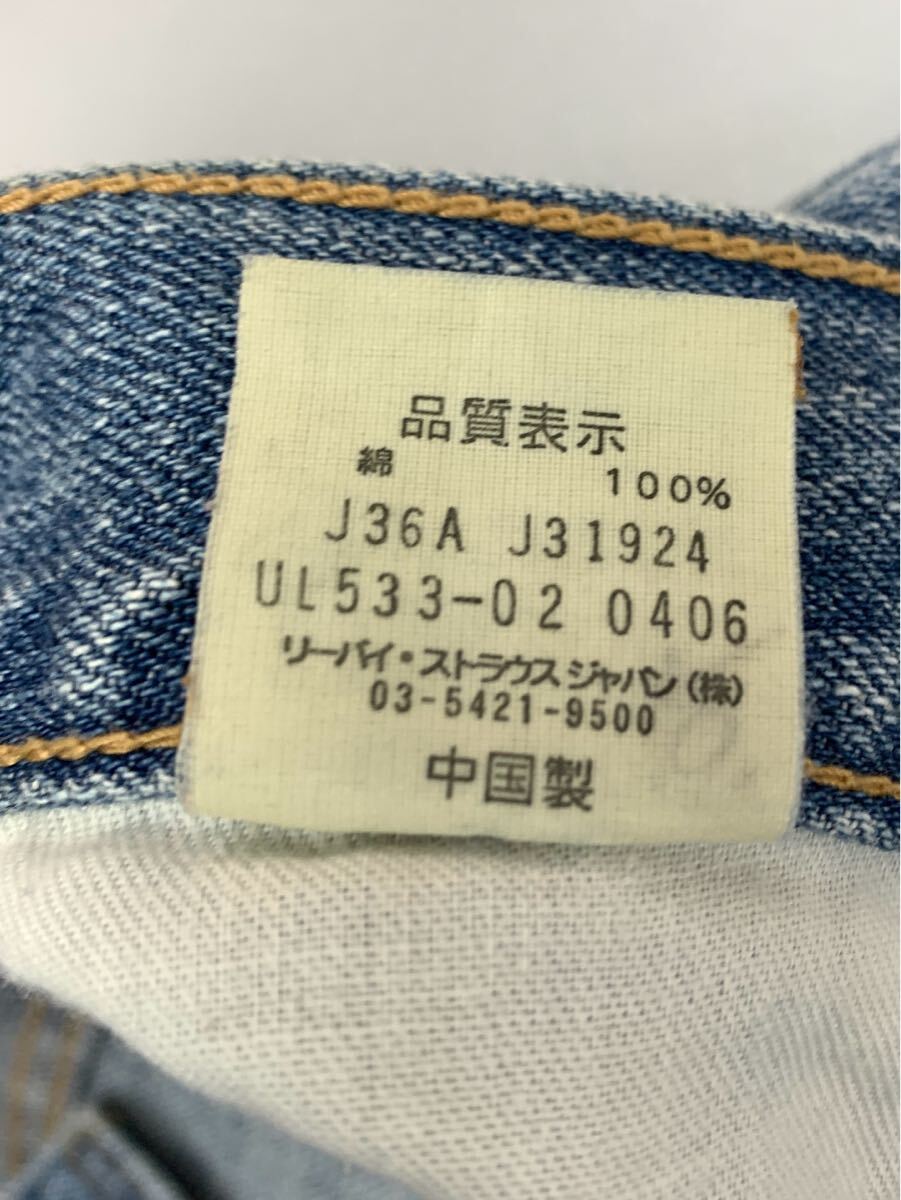 品質表示
綿 100%
J36A J31924
UL533-02 0406
リーバイ・ストラウス ジャパン(株)
03-5421-9500
中国製